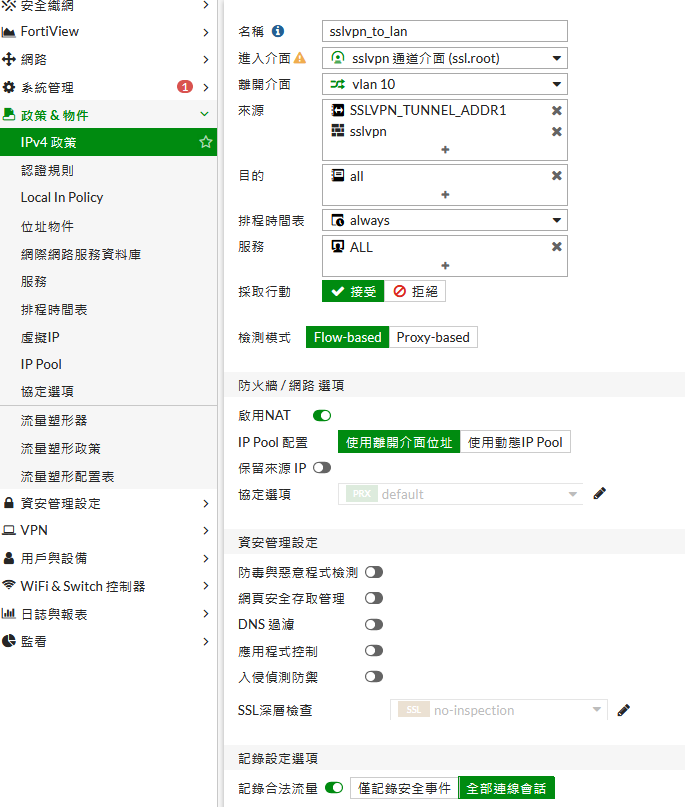 安全織網
FortiView
網路
系統管理 1
政策 & 物件
IPv4 政策
認證規則
Local In Policy
位址物件
網際網路服務資料庫
服務
排程時間表
虛擬IP
IP Pool
協定選項
流量塑形器
流量塑形政策
流量塑形配置表
資安管理設定
VPN
用戶與設備
WiFi & Switch 控制器
日誌與報表
監看
名稱 sslvpn_to_lan
進入介面 sslvpn 通道介面 (ssl.root)
離開介面 vlan 10
來源 SSLVPN_TUNNEL_ADDR1
sslvpn
+
目的 all
+
排程時間表 always
服務 ALL
+
採取行動 接受 拒絕
檢測模式 Flow-based Proxy-based
防火牆 / 網路 選項
啟用NAT
IP Pool 配置 使用離開介面位址 使用動態IP Pool
保留來源 IP
協定選項 PRX default
資安管理設定
防毒與惡意程式檢測
網頁安全存取管理
DNS 過濾
應用程式控制
入侵偵測防禦
SSL深層檢查 SSL no-inspection
記錄設定選項
記錄合法流量 僅記錄安全事件 全部連線會話